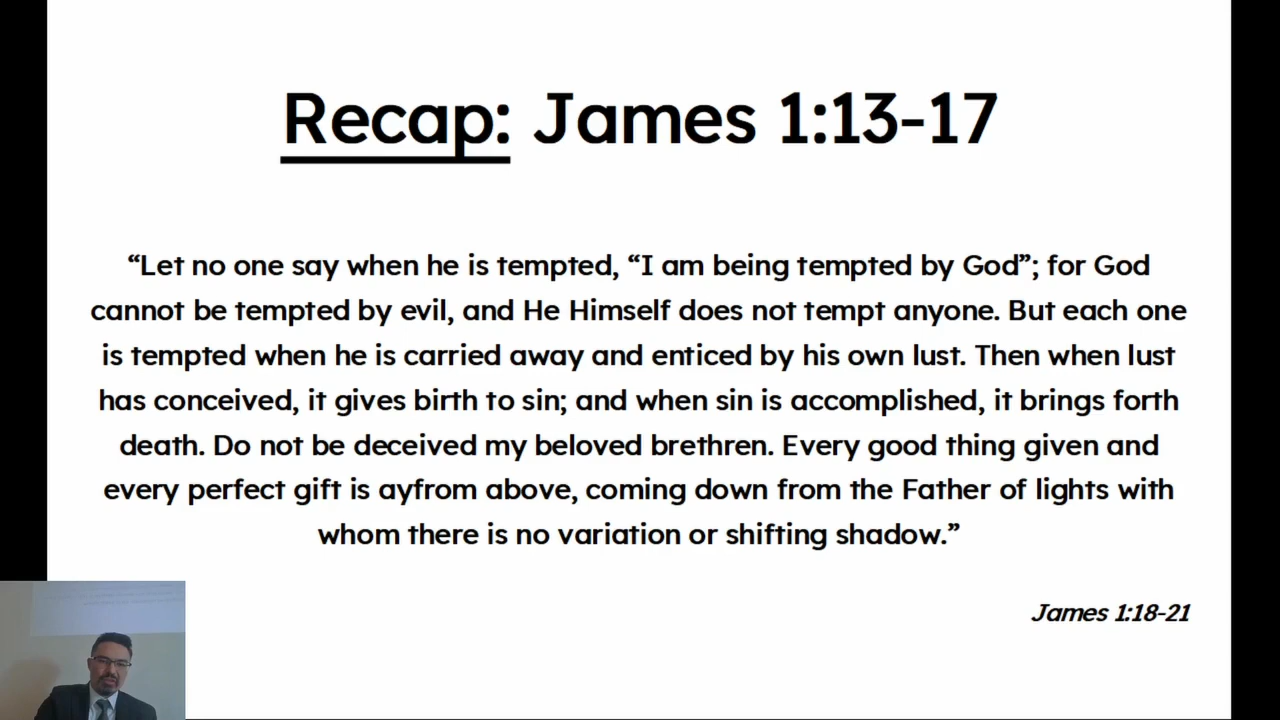 Recap: James 1:13-17
“Let no one say when he is tempted, “I am being tempted by God”; for God
cannot be tempted by evil, and He Himself does not tempt anyone. But each one
is tempted when he is carried away and enticed by his own lust. Then when lust
has conceived, it gives birth to sin; and when sin is accomplished, it brings forth
death. Do not be deceived my beloved brethren. Every good thing given and
every perfect gift is ayfrom above, coming down from the Father of lights with
whom there is no variation or shifting shadow.”
James 1:18-21